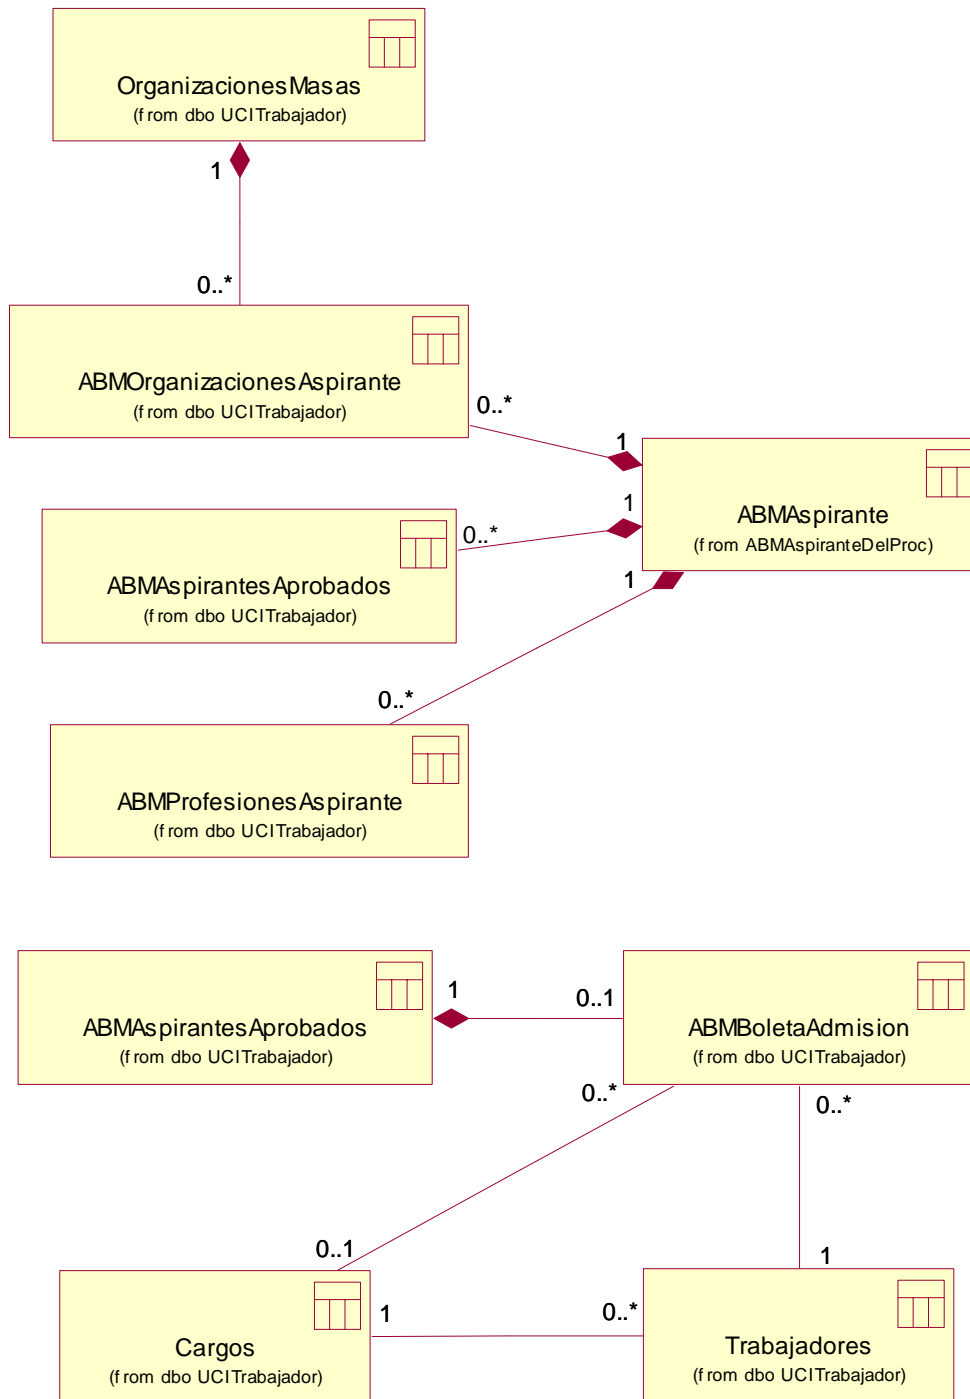 OrganizacionesMasas
(from dbo UCITrabajador)
1
0..*
ABMOrganizacionesAspirante
(from dbo UCITrabajador)
0..*
1
ABMAspirante
(from ABMAspiranteDelProc)
1
0..*
ABMAspirantesAprobados
(from dbo UCITrabajador)
1
0..*
ABMProfesionesAspirante
(from dbo UCITrabajador)
ABMAspirantesAprobados
(from dbo UCITrabajador)
1
0..1
ABMBoletaAdmision
(from dbo UCITrabajador)
0..*
0..*
0..1
1
Cargos
(from dbo UCITrabajador)
1
0..*
Trabajadores
(from dbo UCITrabajador)